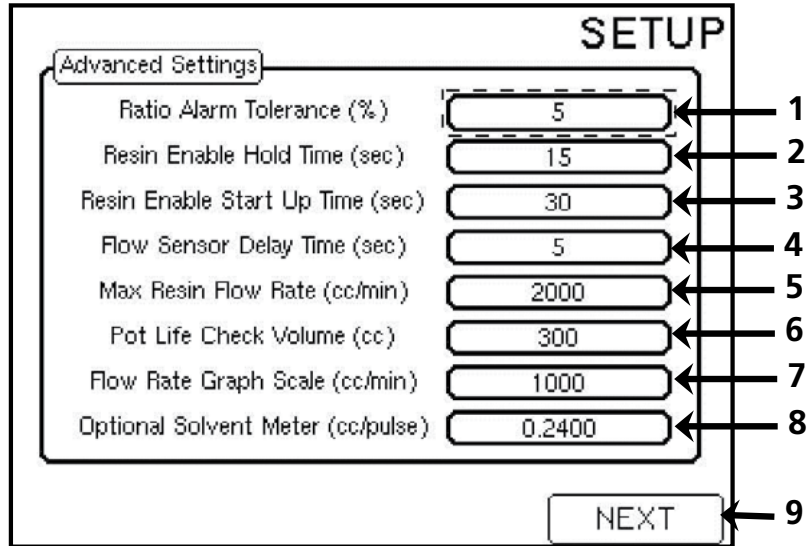 SETUP
Advanced Settings
Ratio Alarm Tolerance (%) 5 1
Resin Enable Hold Time (sec) 15 2
Resin Enable Start Up Time (sec) 30 3
Flow Sensor Delay Time (sec) 5 4
Max Resin Flow Rate (cc/min) 2000 5
Pot Life Check Volume (cc) 300 6
Flow Rate Graph Scale (cc/min) 1000 7
Optional Solvent Meter (cc/pulse) 0.2400 8
NEXT 9